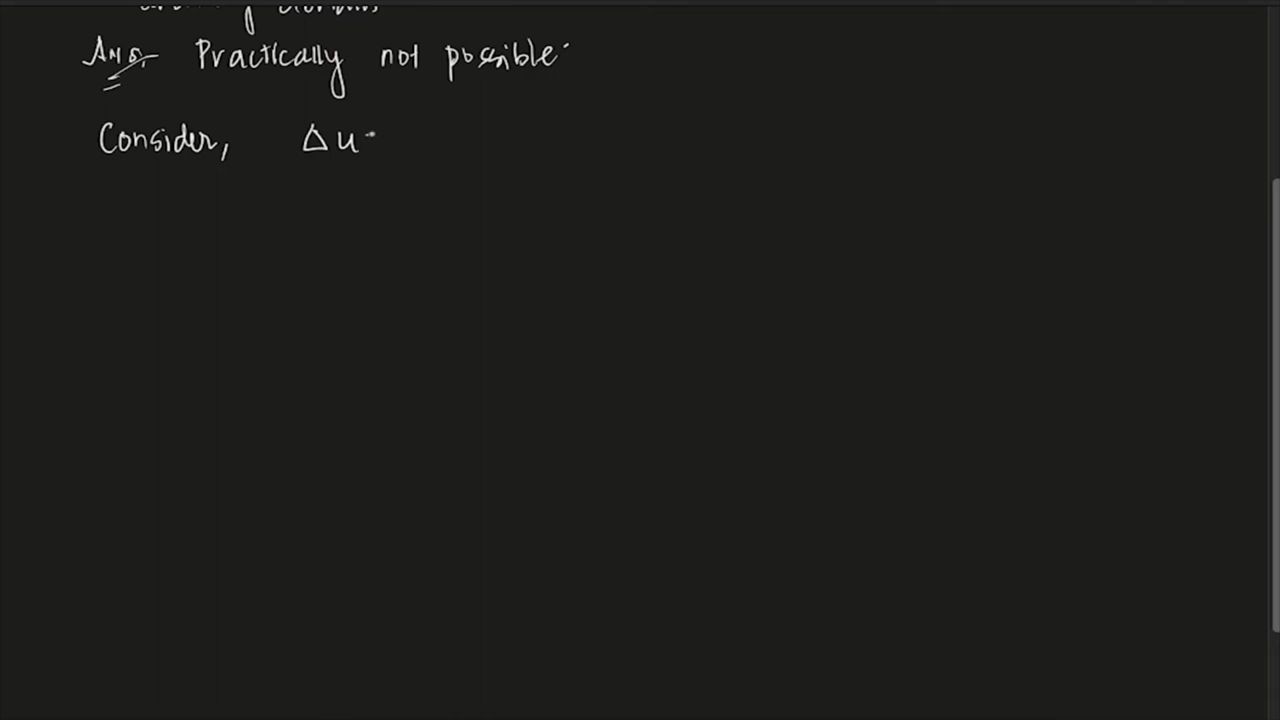 Ans. Practically not possible.
Consider, Δu